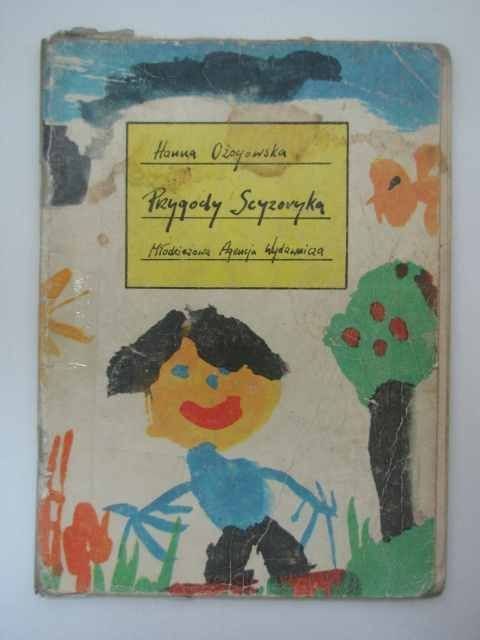 Hanna Ożogowska
Przygody Scyzoryka
Młodzieżowa Agencja Wydawnicza